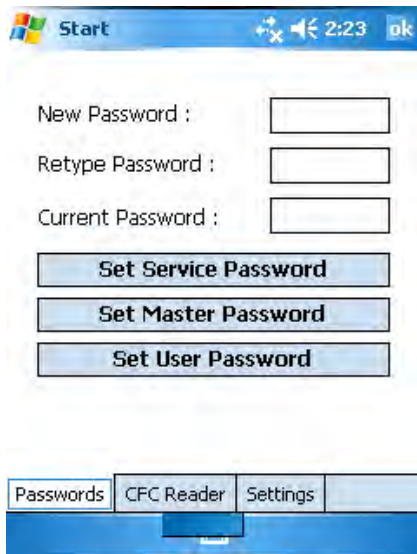 Start 2:23 ok
New Password :
Retype Password :
Current Password :
Set Service Password
Set Master Password
Set User Password
Passwords CFC Reader Settings